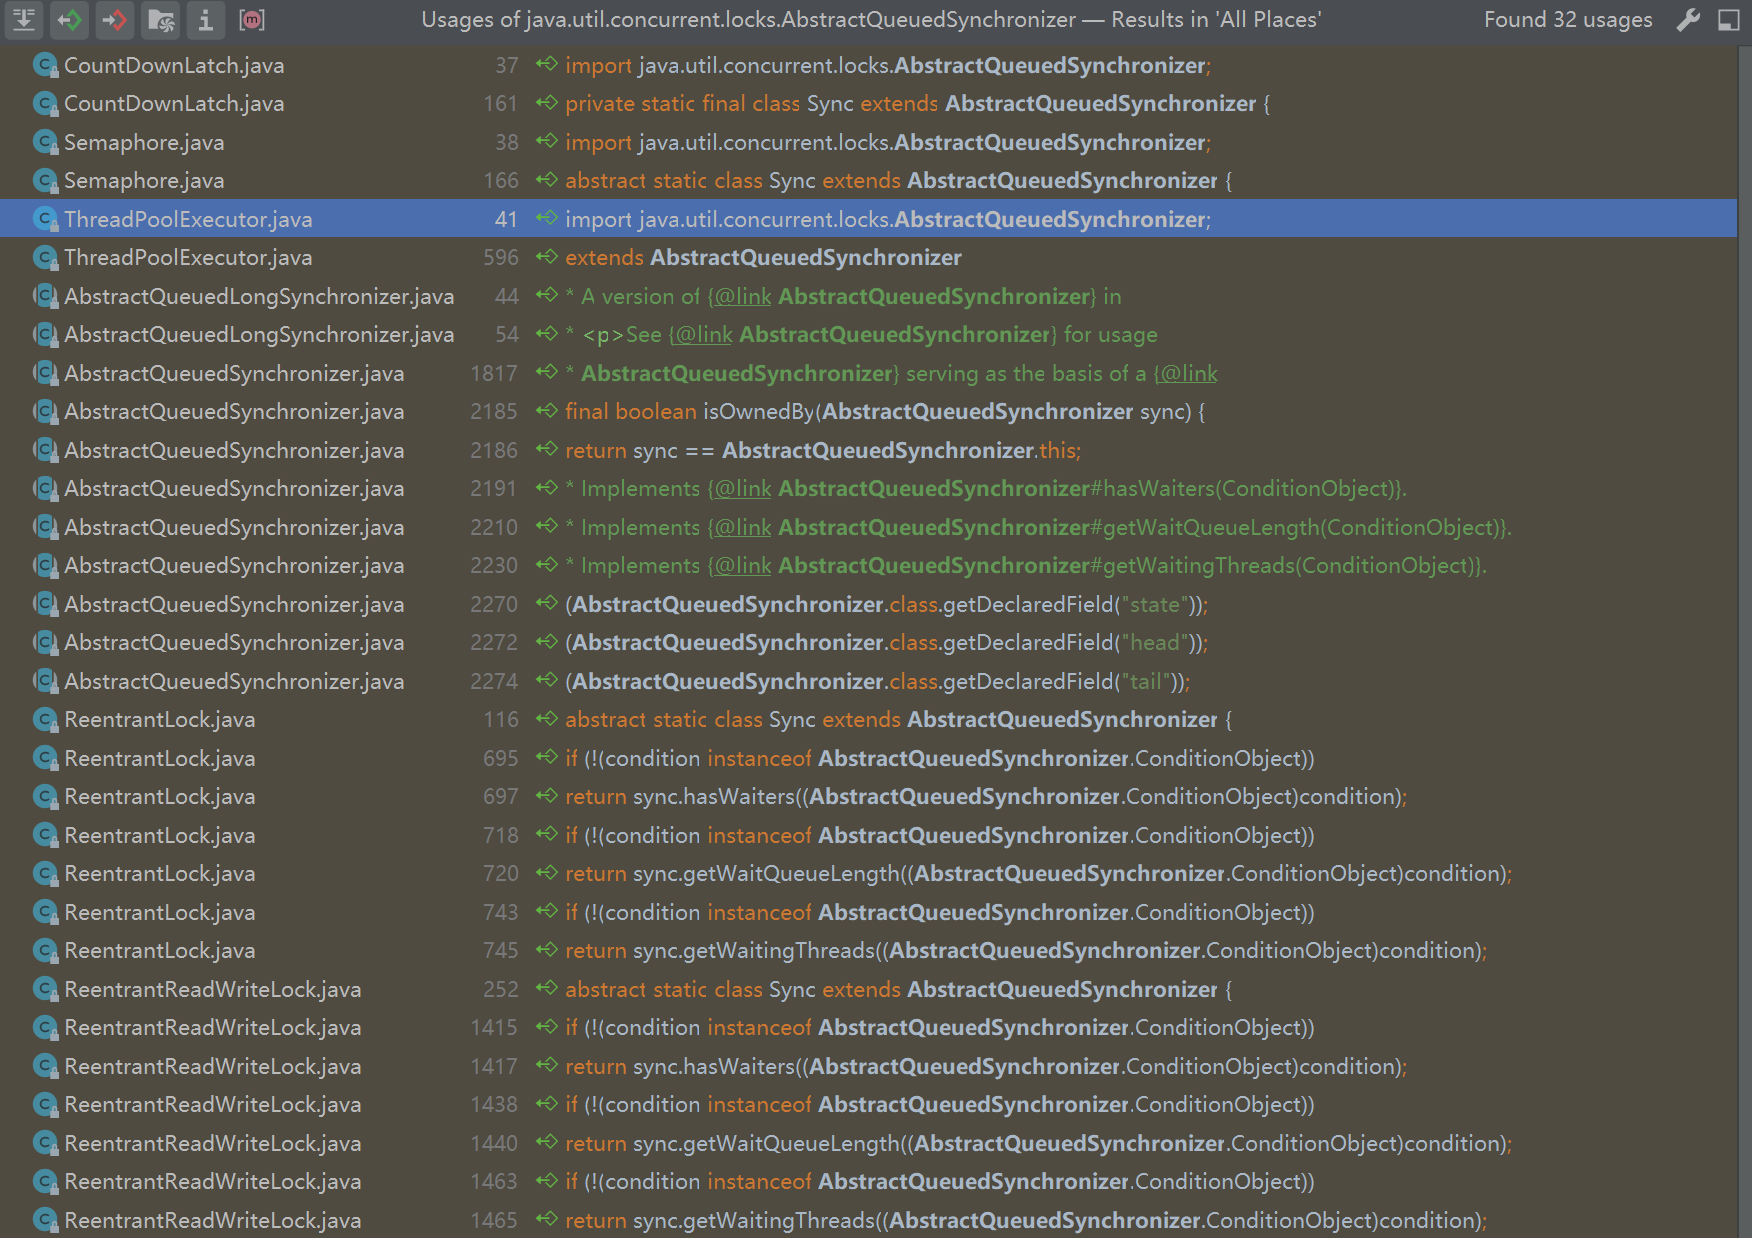 Usages of java.util.concurrent.locks.AbstractQueuedSynchronizer — Results in 'All Places' Found 32 usages
CountDownLatch.java 37 import java.util.concurrent.locks.AbstractQueuedSynchronizer;
CountDownLatch.java 161 private static final class Sync extends AbstractQueuedSynchronizer {
Semaphore.java 38 import java.util.concurrent.locks.AbstractQueuedSynchronizer;
Semaphore.java 166 abstract static class Sync extends AbstractQueuedSynchronizer {
ThreadPoolExecutor.java 41 import java.util.concurrent.locks.AbstractQueuedSynchronizer;
ThreadPoolExecutor.java 596 extends AbstractQueuedSynchronizer
AbstractQueuedLongSynchronizer.java 44 * A version of {@link AbstractQueuedSynchronizer} in
AbstractQueuedLongSynchronizer.java 54 * <p>See {@link AbstractQueuedSynchronizer} for usage
AbstractQueuedSynchronizer.java 1817 * AbstractQueuedSynchronizer} serving as the basis of a {@link
AbstractQueuedSynchronizer.java 2185 final boolean isOwnedBy(AbstractQueuedSynchronizer sync) {
AbstractQueuedSynchronizer.java 2186 return sync == AbstractQueuedSynchronizer.this;
AbstractQueuedSynchronizer.java 2191 * Implements {@link AbstractQueuedSynchronizer#hasWaiters(ConditionObject)}.
AbstractQueuedSynchronizer.java 2210 * Implements {@link AbstractQueuedSynchronizer#getWaitQueueLength(ConditionObject)}.
AbstractQueuedSynchronizer.java 2230 * Implements {@link AbstractQueuedSynchronizer#getWaitingThreads(ConditionObject)}.
AbstractQueuedSynchronizer.java 2270 (AbstractQueuedSynchronizer.class.getDeclaredField("state"));
AbstractQueuedSynchronizer.java 2272 (AbstractQueuedSynchronizer.class.getDeclaredField("head"));
AbstractQueuedSynchronizer.java 2274 (AbstractQueuedSynchronizer.class.getDeclaredField("tail"));
ReentrantLock.java 116 abstract static class Sync extends AbstractQueuedSynchronizer {
ReentrantLock.java 695 if (!(condition instanceof AbstractQueuedSynchronizer.ConditionObject))
ReentrantLock.java 697 return sync.hasWaiters((AbstractQueuedSynchronizer.ConditionObject)condition);
ReentrantLock.java 718 if (!(condition instanceof AbstractQueuedSynchronizer.ConditionObject))
ReentrantLock.java 720 return sync.getWaitQueueLength((AbstractQueuedSynchronizer.ConditionObject)condition);
ReentrantLock.java 743 if (!(condition instanceof AbstractQueuedSynchronizer.ConditionObject))
ReentrantLock.java 745 return sync.getWaitingThreads((AbstractQueuedSynchronizer.ConditionObject)condition);
ReentrantReadWriteLock.java 252 abstract static class Sync extends AbstractQueuedSynchronizer {
ReentrantReadWriteLock.java 1415 if (!(condition instanceof AbstractQueuedSynchronizer.ConditionObject))
ReentrantReadWriteLock.java 1417 return sync.hasWaiters((AbstractQueuedSynchronizer.ConditionObject)condition);
ReentrantReadWriteLock.java 1438 if (!(condition instanceof AbstractQueuedSynchronizer.ConditionObject))
ReentrantReadWriteLock.java 1440 return sync.getWaitQueueLength((AbstractQueuedSynchronizer.ConditionObject)condition);
ReentrantReadWriteLock.java 1463 if (!(condition instanceof AbstractQueuedSynchronizer.ConditionObject))
ReentrantReadWriteLock.java 1465 return sync.getWaitingThreads((AbstractQueuedSynchronizer.ConditionObject)condition);